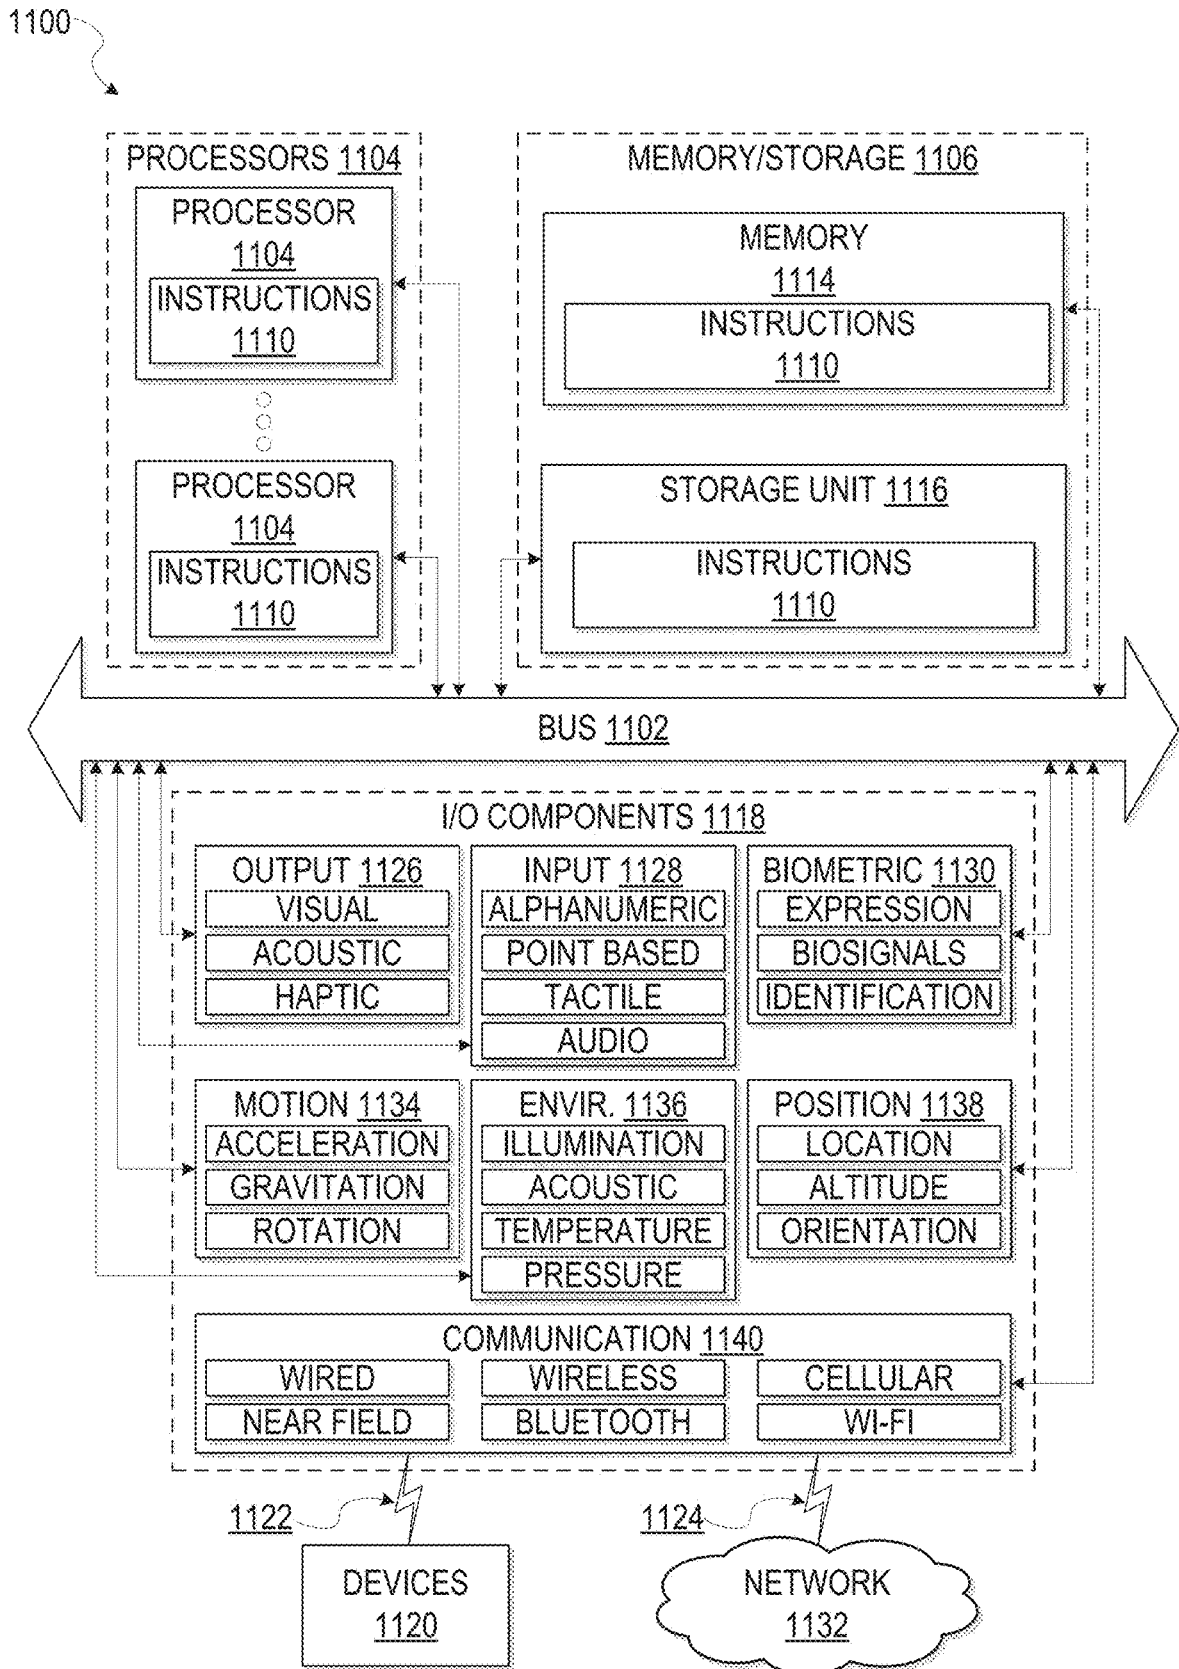 1100
PROCESSORS 1104
PROCESSOR
1104
INSTRUCTIONS
1110
PROCESSOR
1104
INSTRUCTIONS
1110
MEMORY/STORAGE 1106
MEMORY
1114
INSTRUCTIONS
1110
STORAGE UNIT 1116
INSTRUCTIONS
1110
BUS 1102
I/O COMPONENTS 1118
OUTPUT 1126
VISUAL
ACOUSTIC
HAPTIC
INPUT 1128
ALPHANUMERIC
POINT BASED
TACTILE
AUDIO
BIOMETRIC 1130
EXPRESSION
BIOSIGNALS
IDENTIFICATION
MOTION 1134
ACCELERATION
GRAVITATION
ROTATION
ENVIR. 1136
ILLUMINATION
ACOUSTIC
TEMPERATURE
PRESSURE
POSITION 1138
LOCATION
ALTITUDE
ORIENTATION
COMMUNICATION 1140
WIRED
WIRELESS
CELLULAR
NEAR FIELD
BLUETOOTH
WI-FI
1122
1124
DEVICES
1120
NETWORK
1132